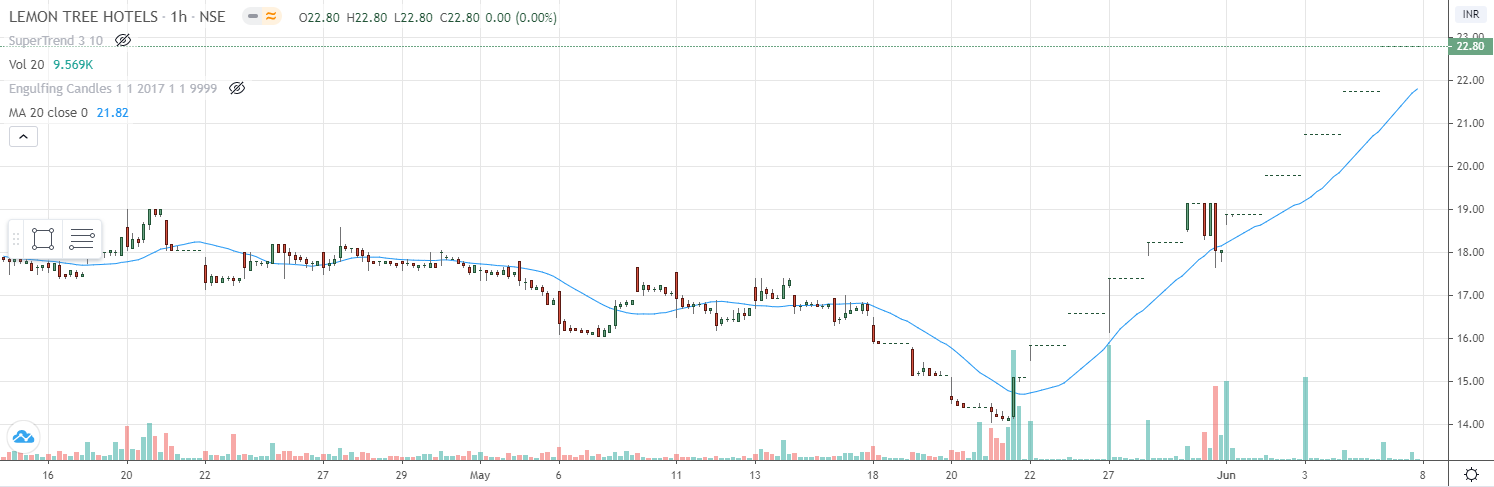 LEMON TREE HOTELS · 1h · NSE O22.80 H22.80 L22.80 C22.80 0.00 (0.00%)
INR
SuperTrend 3 10
23.00
22.80
Vol 20 9.569K
22.00
Engulfing Candles 1 1 2017 1 1 9999
MA 20 close 0 21.82
21.00
20.00
19.00
18.00
17.00
16.00
15.00
14.00
16 20 22 27 29 May 6 11 13 18 20 22 27 Jun 3 8